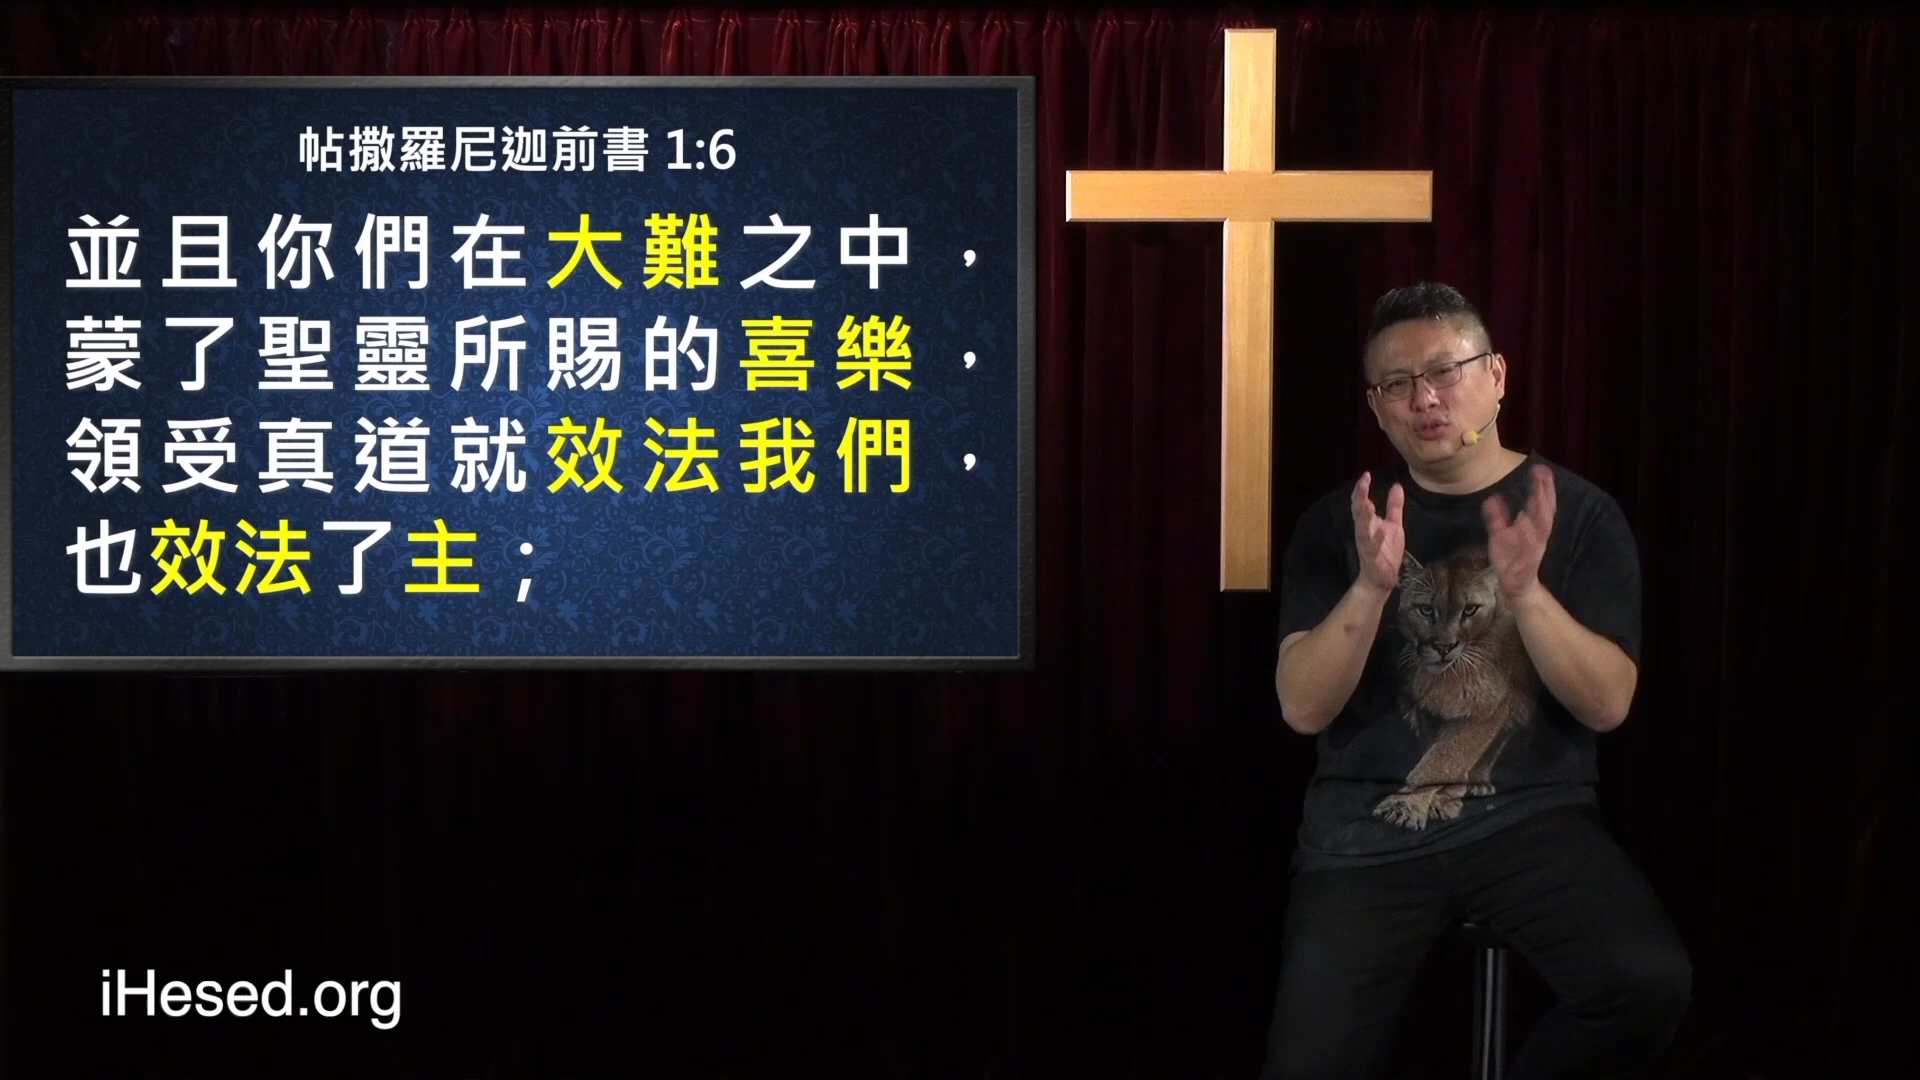 帖撒羅尼迦前書 1:6
並且你們在大難之中，
蒙了聖靈所賜的喜樂，
領受真道就效法我們，
也效法了主；
iHesed.org